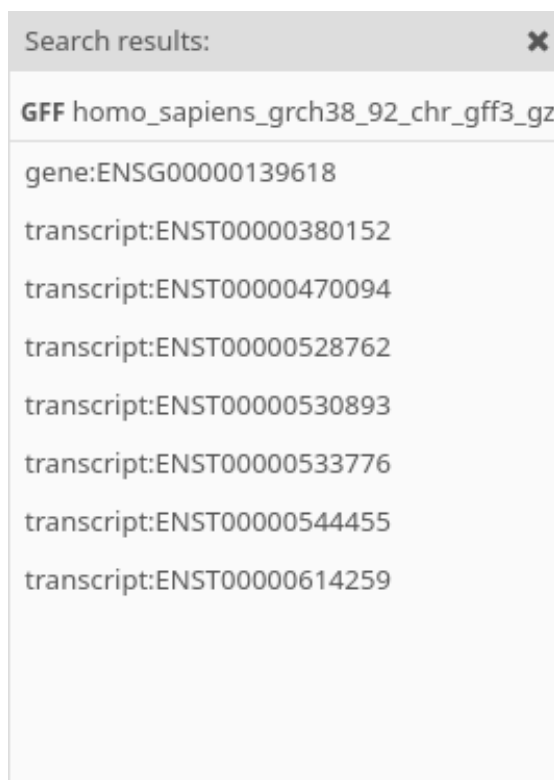 Search results: ✖
GFF homo_sapiens_grch38_92_chr_gff3_gz
gene:ENSG00000139618
transcript:ENST00000380152
transcript:ENST00000470094
transcript:ENST00000528762
transcript:ENST00000530893
transcript:ENST00000533776
transcript:ENST00000544455
transcript:ENST00000614259